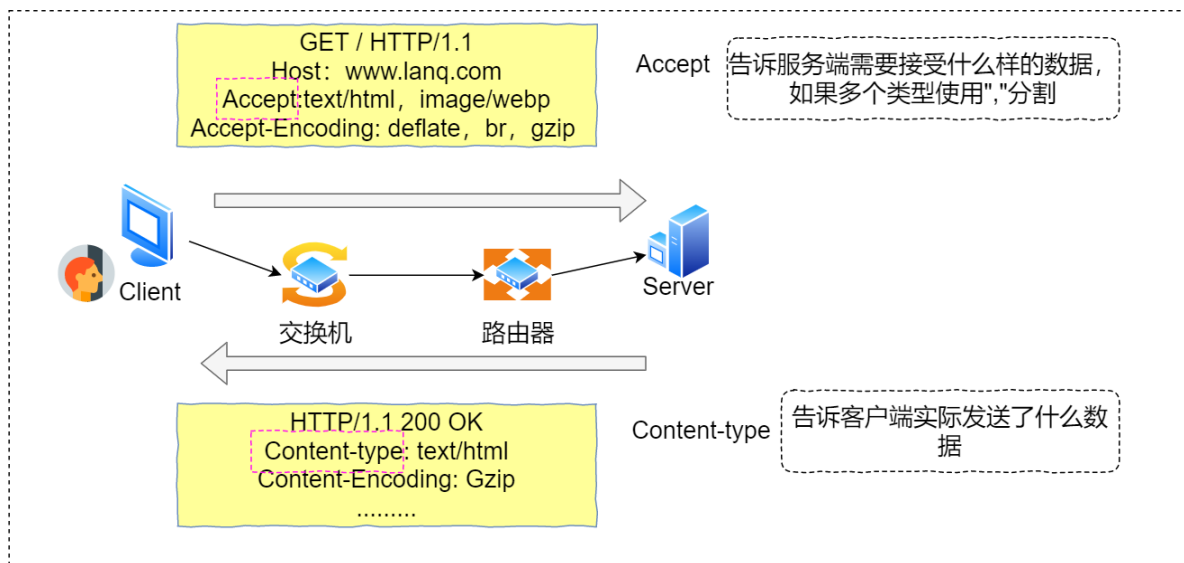 GET / HTTP/1.1
Host：www.lanq.com
Accept:text/html，image/webp
Accept-Encoding: deflate，br，gzip
Accept
告诉服务端需要接受什么样的数据，
如果多个类型使用","分割
Client
交换机
路由器
Server
HTTP/1.1 200 OK
Content-type: text/html
Content-Encoding: Gzip
.........
Content-type
告诉客户端实际发送了什么数
据